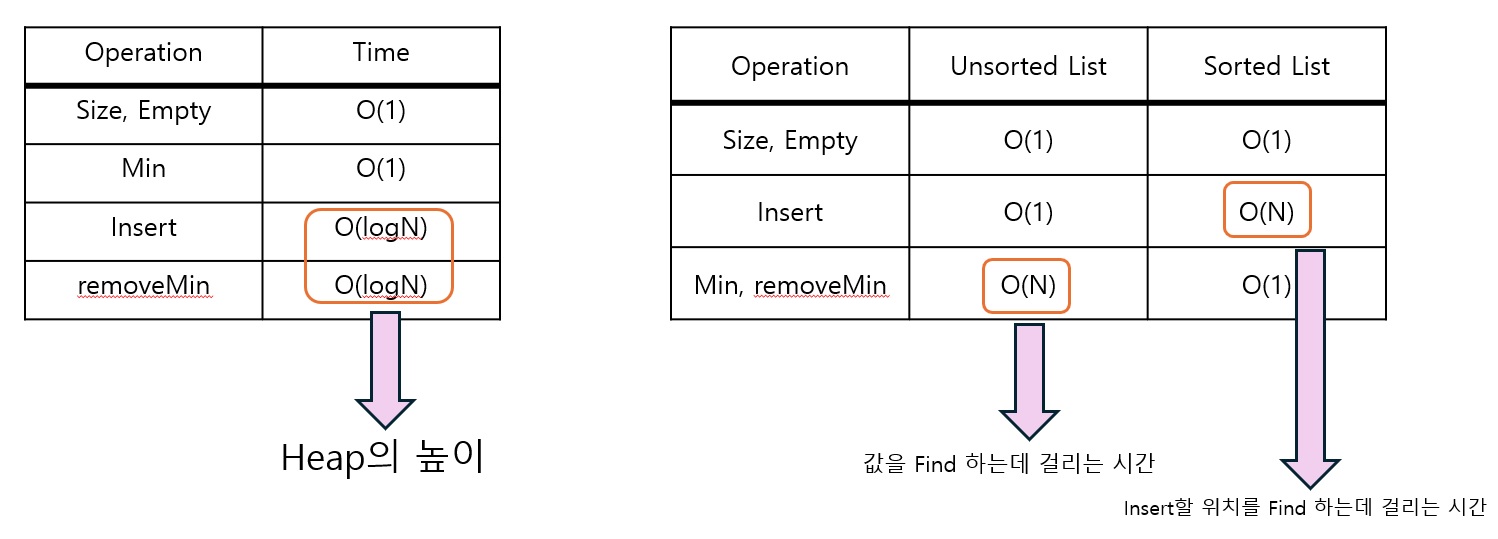 Operation Time
Size, Empty O(1)
Min O(1)
Insert O(logN)
removeMin O(logN)
Heap의 높이
Operation Unsorted List Sorted List
Size, Empty O(1) O(1)
Insert O(1) O(N)
Min, removeMin O(N) O(1)
값을 Find 하는데 걸리는 시간
Insert할 위치를 Find 하는데 걸리는 시간